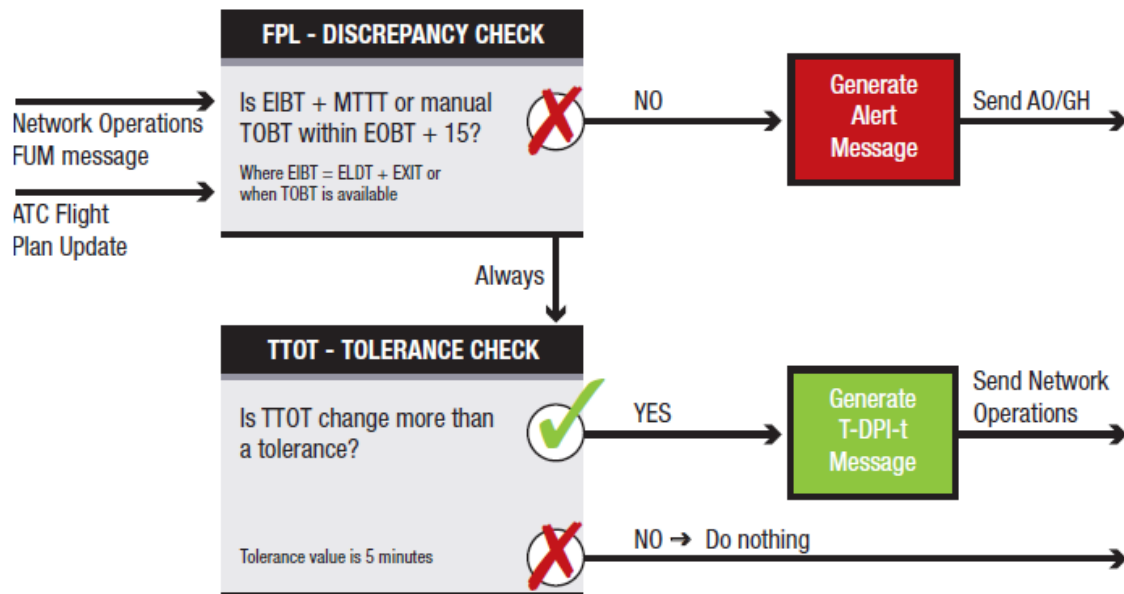 FPL - DISCREPANCY CHECK
Network Operations
FUM message
ATC Flight
Plan Update
Is EIBT + MTTT or manual
TOBT within EOBT + 15?
Where EIBT = ELDT + EXIT or
when TOBT is available
NO
Generate
Alert
Message
Send AO/GH
Always
TTOT - TOLERANCE CHECK
Is TTOT change more than
a tolerance?
YES
Generate
T-DPI-t
Message
Send Network
Operations
Tolerance value is 5 minutes
NO ➔ Do nothing